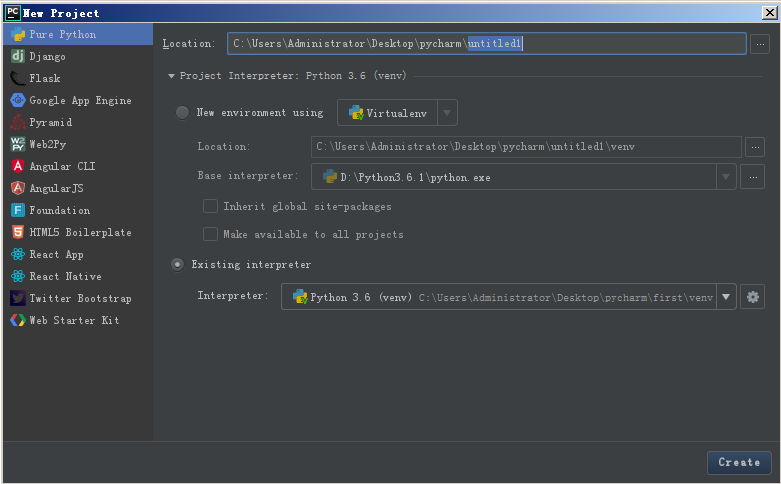 PC New Project
Pure Python
dj Django
Flask
Google App Engine
Pyramid
W2PY Web2Py
A Angular CLI
A AngularJS
F Foundation
5 HTML5 Boilerplate
React App
React Native
Twitter Bootstrap
Web Starter Kit
Location: C:\Users\Administrator\Desktop\pycharm\untitled1 ...
Project Interpreter: Python 3.6 (venv)
New environment using Virtualenv
Location: C:\Users\Administrator\Desktop\pycharm\untitled1\venv ...
Base interpreter: D:\Python3.6.1\python.exe ...
Inherit global site-packages
Make available to all projects
Existing interpreter
Interpreter: Python 3.6 (venv) C:\Users\Administrator\Desktop\pycharm\first\venv
Create